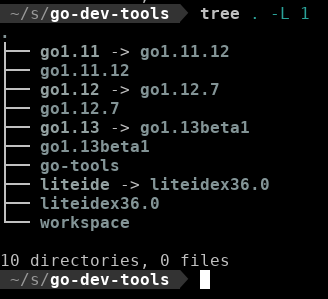 ~/s/go-dev-tools tree . -L 1
.
├── go1.11 -> go1.11.12
├── go1.11.12
├── go1.12 -> go1.12.7
├── go1.12.7
├── go1.13 -> go1.13beta1
├── go1.13beta1
├── go-tools
├── liteide -> liteidex36.0
├── liteidex36.0
└── workspace
10 directories, 0 files
~/s/go-dev-tools